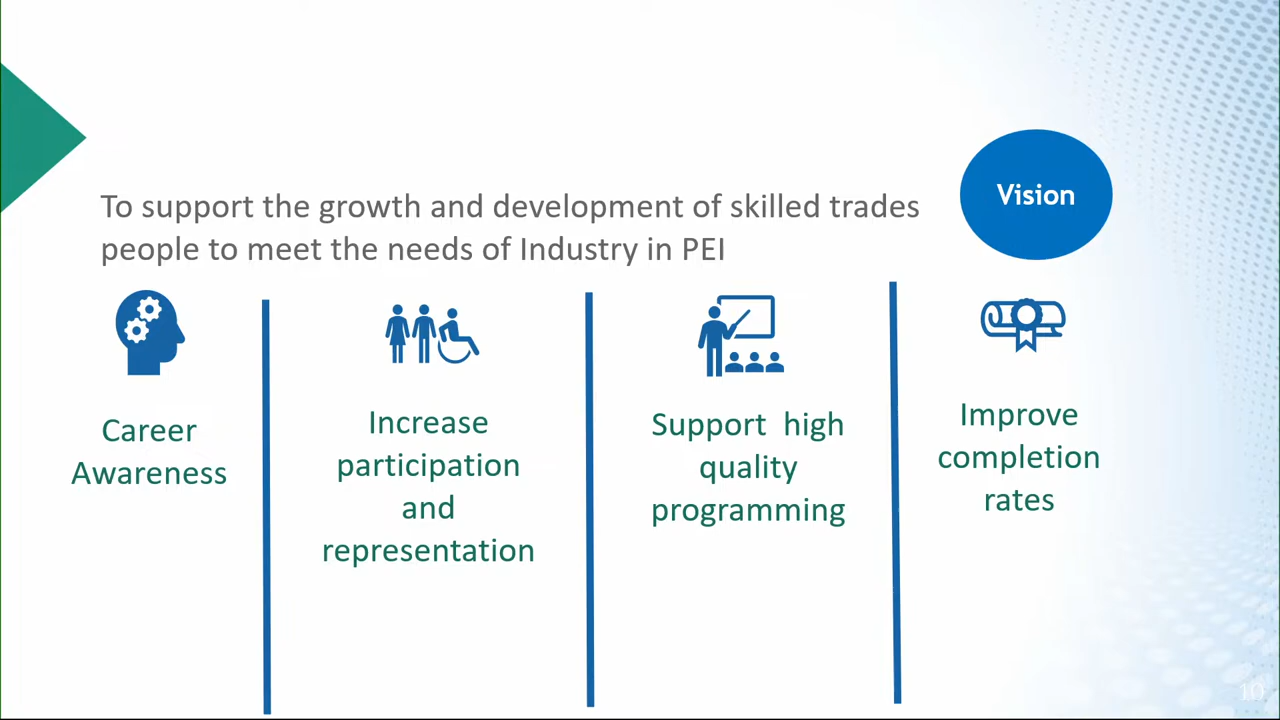 To support the growth and development of skilled trades
people to meet the needs of Industry in PEI
Vision
Career
Awareness
Increase
participation
and
representation
Support high
quality
programming
Improve
completion
rates
10